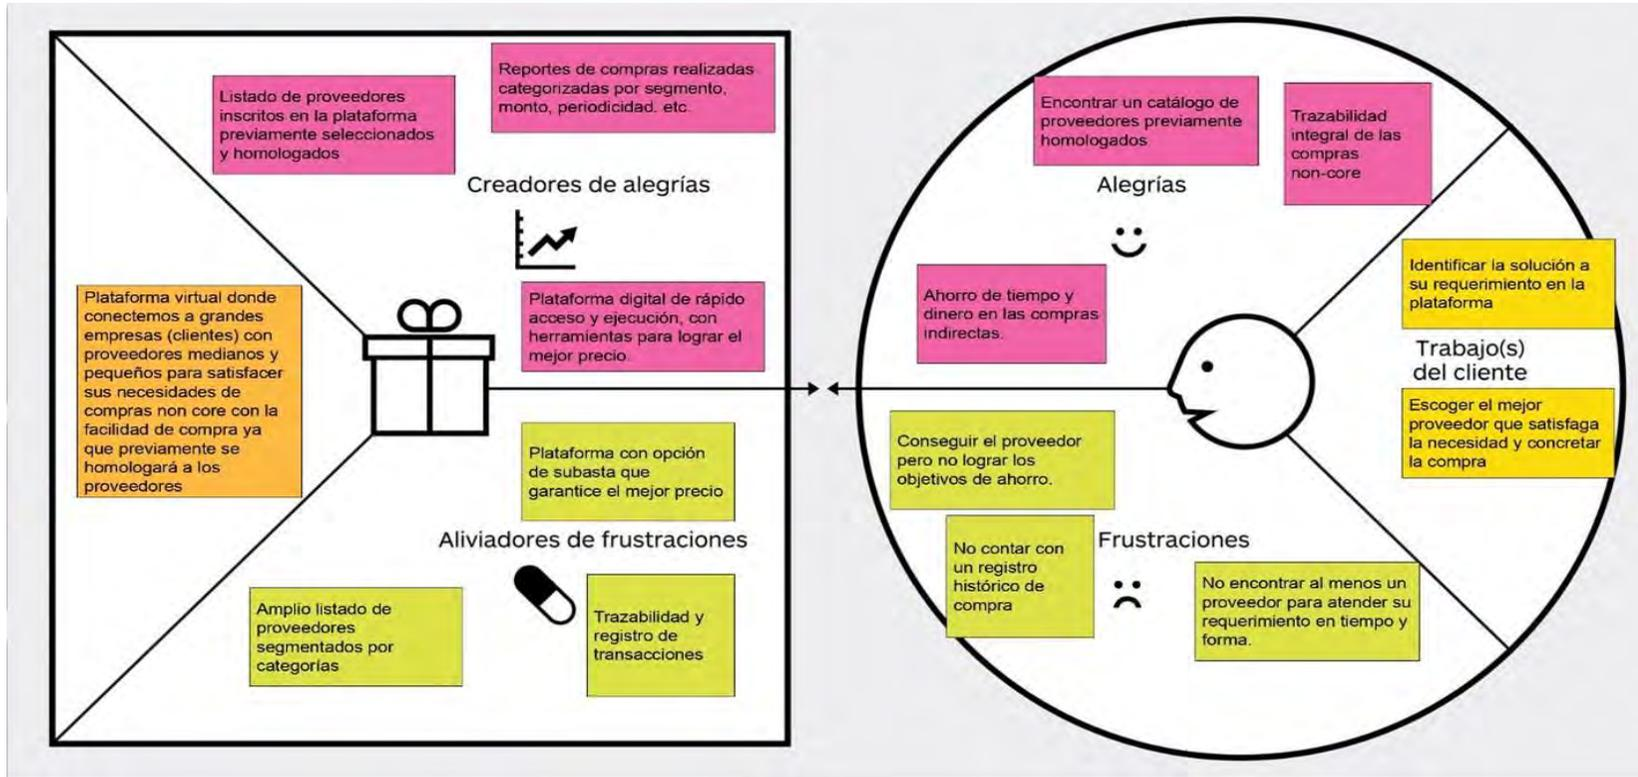 Listado de proveedores
inscritos en la plataforma
previamente seleccionados
y homologados
Reportes de compras realizadas
categorizadas por segmento,
monto, periodicidad. etc.
Creadores de alegrías
Plataforma digital de rápido
acceso y ejecución, con
herramientas para lograr el
mejor precio.
Plataforma virtual donde
conectemos a grandes
empresas (clientes) con
proveedores medianos y
pequeños para satisfacer
sus necesidades de
compras non core con la
facilidad de compra ya
que previamente se
homologará a los
proveedores
Plataforma con opción
de subasta que
garantice el mejor precio
Aliviadores de frustraciones
Amplio listado de
proveedores
segmentados por
categorías
Trazabilidad y
registro de
transacciones
Encontrar un catálogo de
proveedores previamente
homologados
Trazabilidad
integral de las
compras
non-core
Alegrías
Ahorro de tiempo y
dinero en las compras
indirectas.
Identificar la solución a
su requerimiento en la
plataforma
Trabajo(s)
del cliente
Escoger el mejor
proveedor que satisfaga
la necesidad y concretar
la compra
Conseguir el proveedor
pero no lograr los
objetivos de ahorro.
No contar con
un registro
histórico de
compra
Frustraciones
No encontrar al menos un
proveedor para atender su
requerimiento en tiempo y
forma.